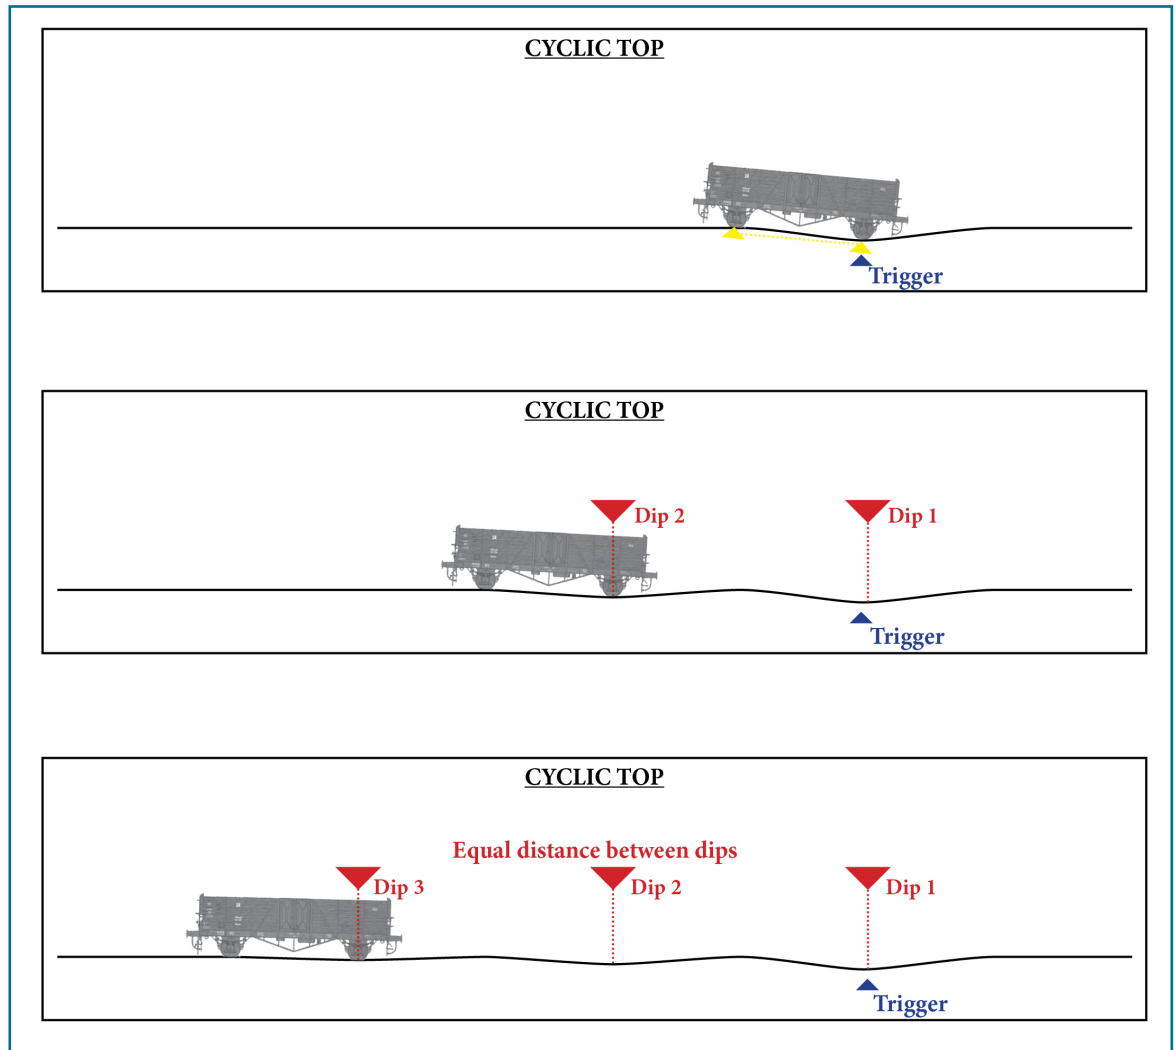 CYCLIC TOP
Trigger
CYCLIC TOP
Dip 2
Dip 1
Trigger
CYCLIC TOP
Equal distance between dips
Dip 3
Dip 2
Dip 1
Trigger